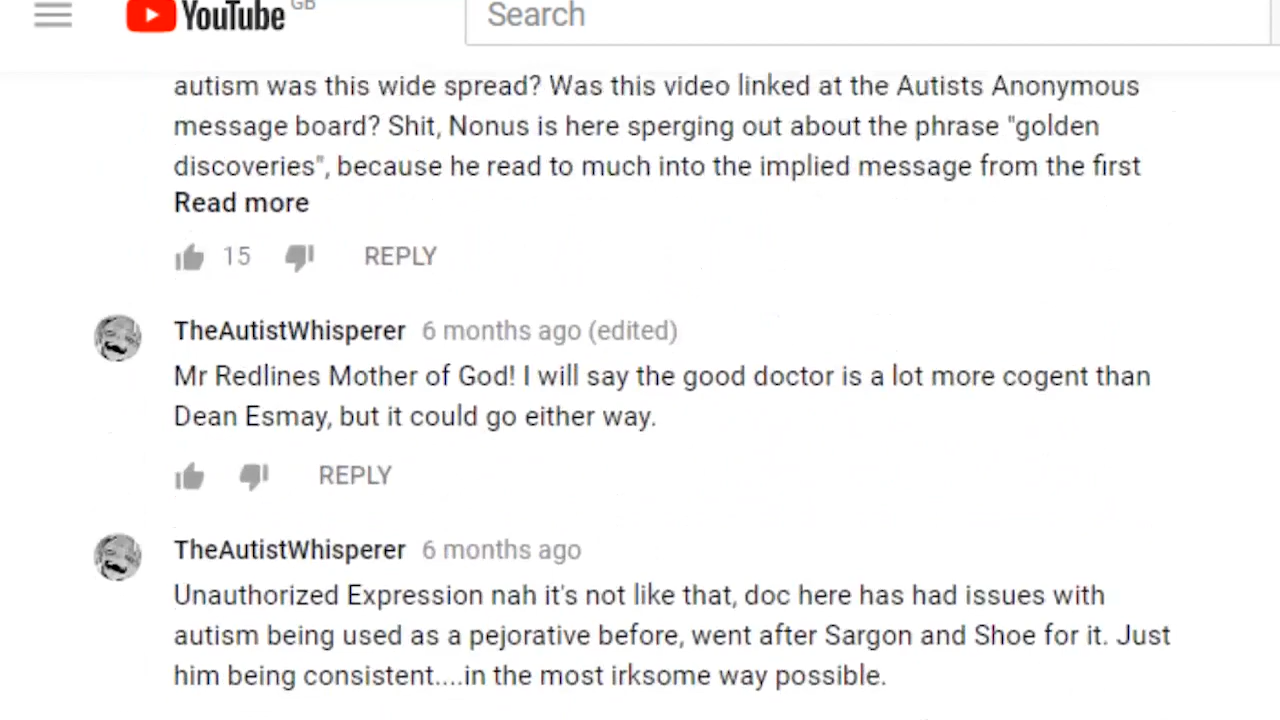 YouTube GB
Search
autism was this wide spread? Was this video linked at the Autists Anonymous
message board? Shit, Nonus is here sperging out about the phrase "golden
discoveries", because he read to much into the implied message from the first
Read more
15 REPLY
TheAutistWhisperer 6 months ago (edited)
Mr Redlines Mother of God! I will say the good doctor is a lot more cogent than
Dean Esmay, but it could go either way.
REPLY
TheAutistWhisperer 6 months ago
Unauthorized Expression nah it's not like that, doc here has had issues with
autism being used as a pejorative before, went after Sargon and Shoe for it. Just
him being consistent....in the most irksome way possible.